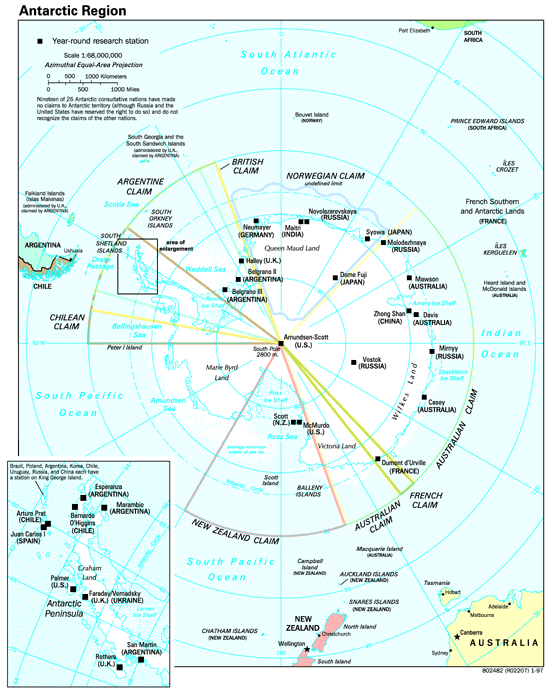 Antarctic Region
Year-round research station
Scale 1:68,000,000
Azimuthal Equal-Area Projection
0 500 1000 Kilometers
0 500 1000 Miles
Nineteen of 26 Antarctic consultative nations have made
no claims to Antarctic territory (although Russia and the
United States have reserved the right to do so) and do not
recognize the claims of the other nations.
Port Elizabeth
SOUTH
AFRICA
South Atlantic
Ocean
Bouvet Island
(NORWAY)
PRINCE EDWARD ISLANDS
(SOUTH AFRICA)
ÎLES
CROZET
South Georgia and the
South Sandwich Islands
(administered by U.K.,
claimed by ARGENTINA)
BRITISH
CLAIM
NORWEGIAN CLAIM
undefined limit
ARGENTINE
CLAIM
Scotia Sea
Falkland Islands
(Islas Malvinas)
(administered by U.K.,
claimed by ARGENTINA)
SOUTH
ORKNEY
ISLANDS
French Southern
and Antarctic Lands
(FRANCE)
Neumayer
(GERMANY)
Maitri
(INDIA)
Novolazarevskaya
(RUSSIA)
Syowa (JAPAN)
Molodezhnaya
(RUSSIA)
ÎLES
KERGUELEN
ARGENTINA
Ushuaia
SOUTH
SHETLAND
ISLANDS
area of
enlargement
Queen Maud Land
Drake
Passage
Weddell Sea
Halley (U.K.)
Belgrano II
(ARGENTINA)
Belgrano III
(ARGENTINA)
Dome Fuji
(JAPAN)
Mawson
(AUSTRALIA)
Heard Island and
McDonald Islands
(AUSTRALIA)
CHILE
Ronne
Ice Shelf
Amery Ice Shelf
Zhong Shan
(CHINA)
Davis
(AUSTRALIA)
CHILEAN
CLAIM
Bellingshausen
Sea
Peter I Island
Amundsen-Scott
(U.S.)
South Pole
2800 m.
Mirnyy
(RUSSIA)
Indian
Ocean
Vostok
(RUSSIA)
Shackleton
Ice Shelf
Marie Byrd
Land
South Pacific
Ocean
Amundsen
Sea
Ross
Ice Shelf
Wilkes Land
Casey
(AUSTRALIA)
AUSTRALIAN CLAIM
Scott
(N.Z.)
McMurdo
(U.S.)
Ross Sea
Victoria Land
average minimum
extent of sea ice
Dumont d'Urville
(FRANCE)
Scott
Island
BALLENY
ISLANDS
FRENCH
CLAIM
AUSTRALIAN
CLAIM
NEW ZEALAND CLAIM
Macquarie Island
(AUSTRALIA)
South Pacific
Ocean
Campbell
Island
(NEW ZEALAND)
AUCKLAND ISLANDS
(NEW ZEALAND)
SNARES ISLANDS
(NEW ZEALAND)
CHATHAM ISLANDS
(NEW ZEALAND)
NEW
ZEALAND
North Island
Christchurch
Wellington
South Island
Tasmania
Hobart
Adelaide
Melbourne
Canberra
Sydney
AUSTRALIA
Brazil, Poland, Argentina, Korea, Chile,
Uruguay, Russia, and China each have
a station on King George Island.
Esperanza
(ARGENTINA)
Arturo Prat
(CHILE)
Marambio
(ARGENTINA)
Bernardo
O'Higgins
(CHILE)
Juan Carlos I
(SPAIN)
Graham
Land
Palmer
(U.S.)
Faraday/Vernadsky
(U.K.)/(UKRAINE)
Antarctic
Peninsula
Larsen
Ice Shelf
San Martin
(ARGENTINA)
Rothera
(U.K.)
802482 (R02207) 1-97